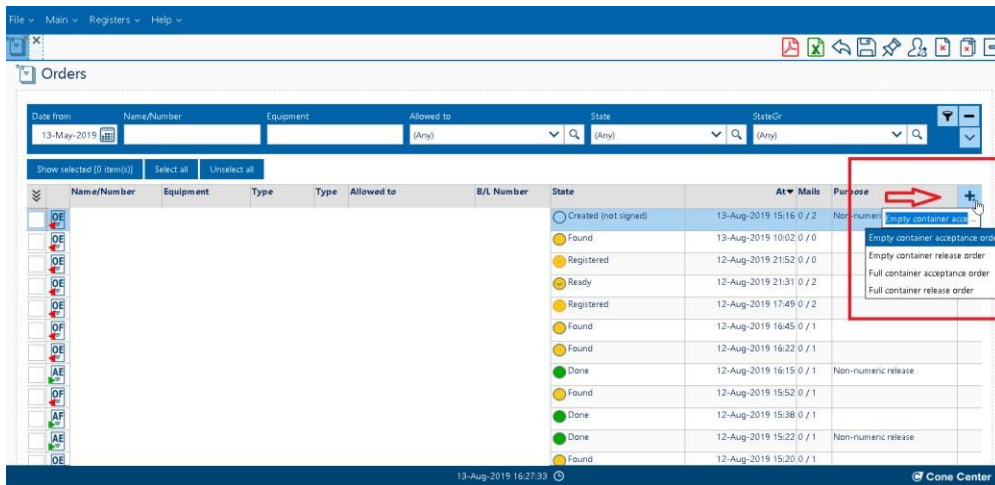 File Main Registers Help
Orders
Date from Name/Number Equipment Allowed to State StateGr
13-May-2019 (Any) (Any) (Any)
Show selected [0 item(s)] Select all Unselect all
Name/Number Equipment Type Type Allowed to B/L Number State At Mails Purpose
OE Created (not signed) 13-Aug-2019 15:16 0 / 2 Non-numeri Empty container acce...
OE Found 13-Aug-2019 10:02 0 / 0 Empty container acceptance orde
OE Registered 12-Aug-2019 21:52 0 / 0 Empty container release order
OE Ready 12-Aug-2019 21:31 0 / 2 Full container acceptance order
Full container release order
OE Registered 12-Aug-2019 17:49 0 / 2
OF Found 12-Aug-2019 16:45 0 / 1
OE Found 12-Aug-2019 16:22 0 / 1
AE Done 12-Aug-2019 16:15 0 / 1 Non-numeric release
OF Found 12-Aug-2019 15:52 0 / 1
AF Done 12-Aug-2019 15:38 0 / 1
AE Done 12-Aug-2019 15:22 0 / 1 Non-numeric release
OE Found 12-Aug-2019 15:20 0 / 1
13-Aug-2019 16:27:33 Cone Center